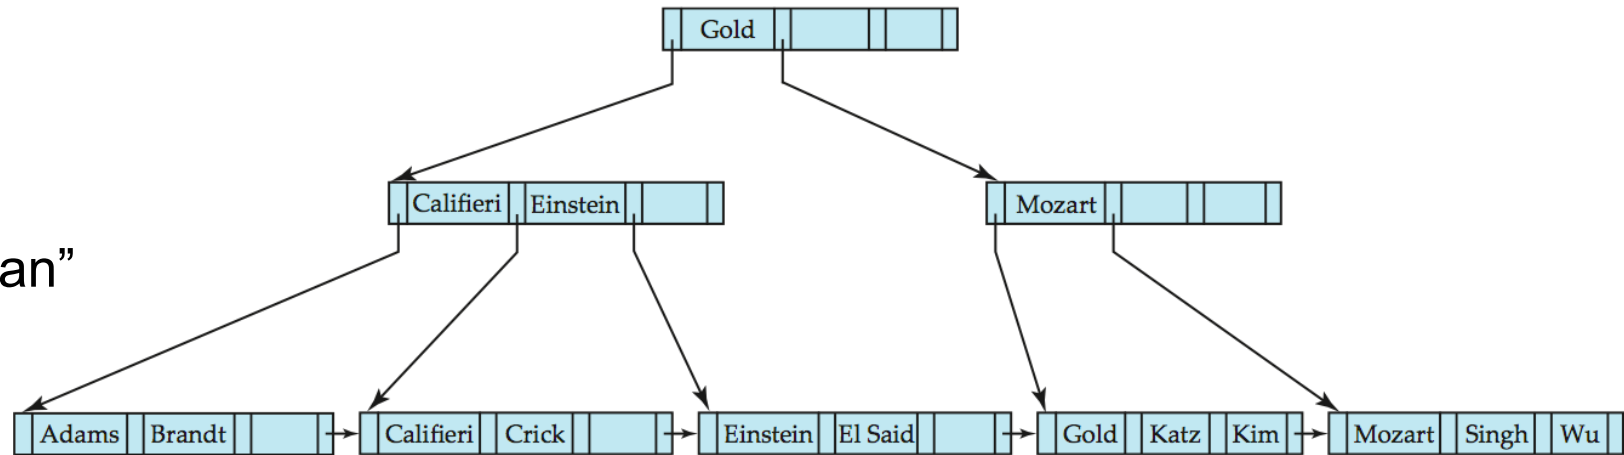 Gold
Califieri Einstein Mozart
an”
Adams Brandt Califieri Crick Einstein El Said Gold Katz Kim Mozart Singh Wu